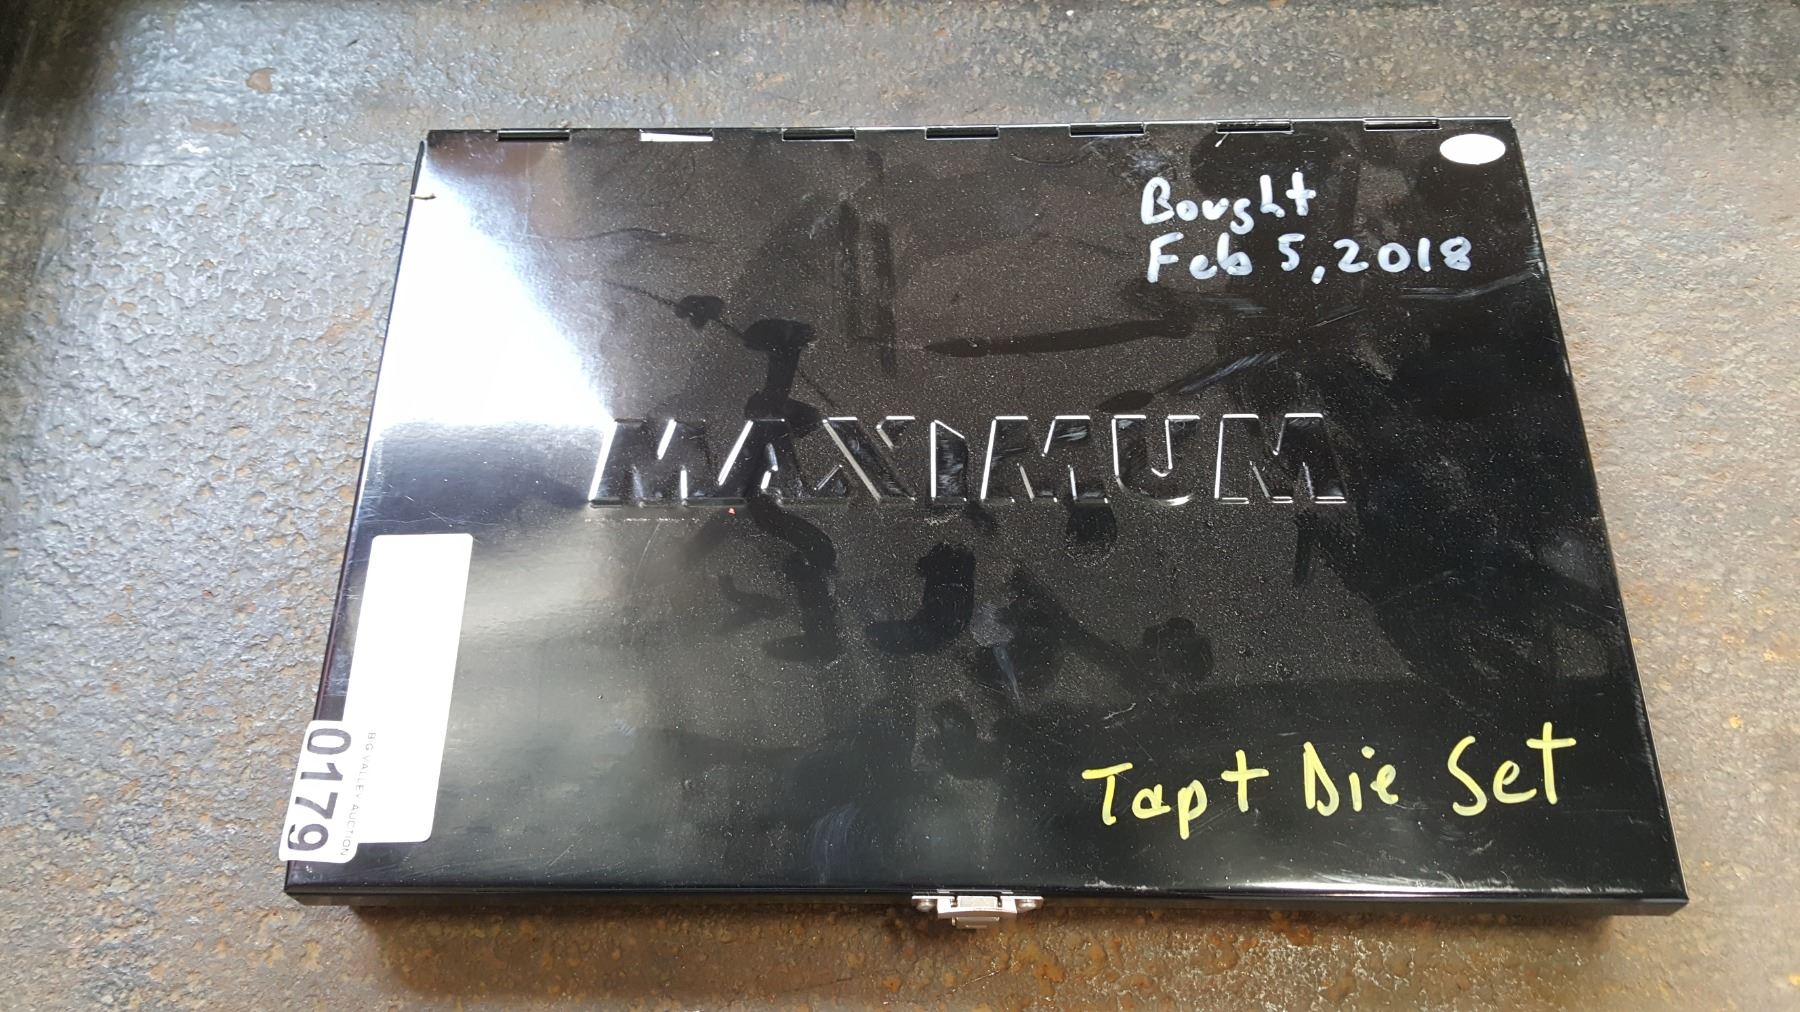 Bought
Feb 5, 2018
MAXIMUM
Tap + Die Set
BIG VALLEY AUCTION
0179